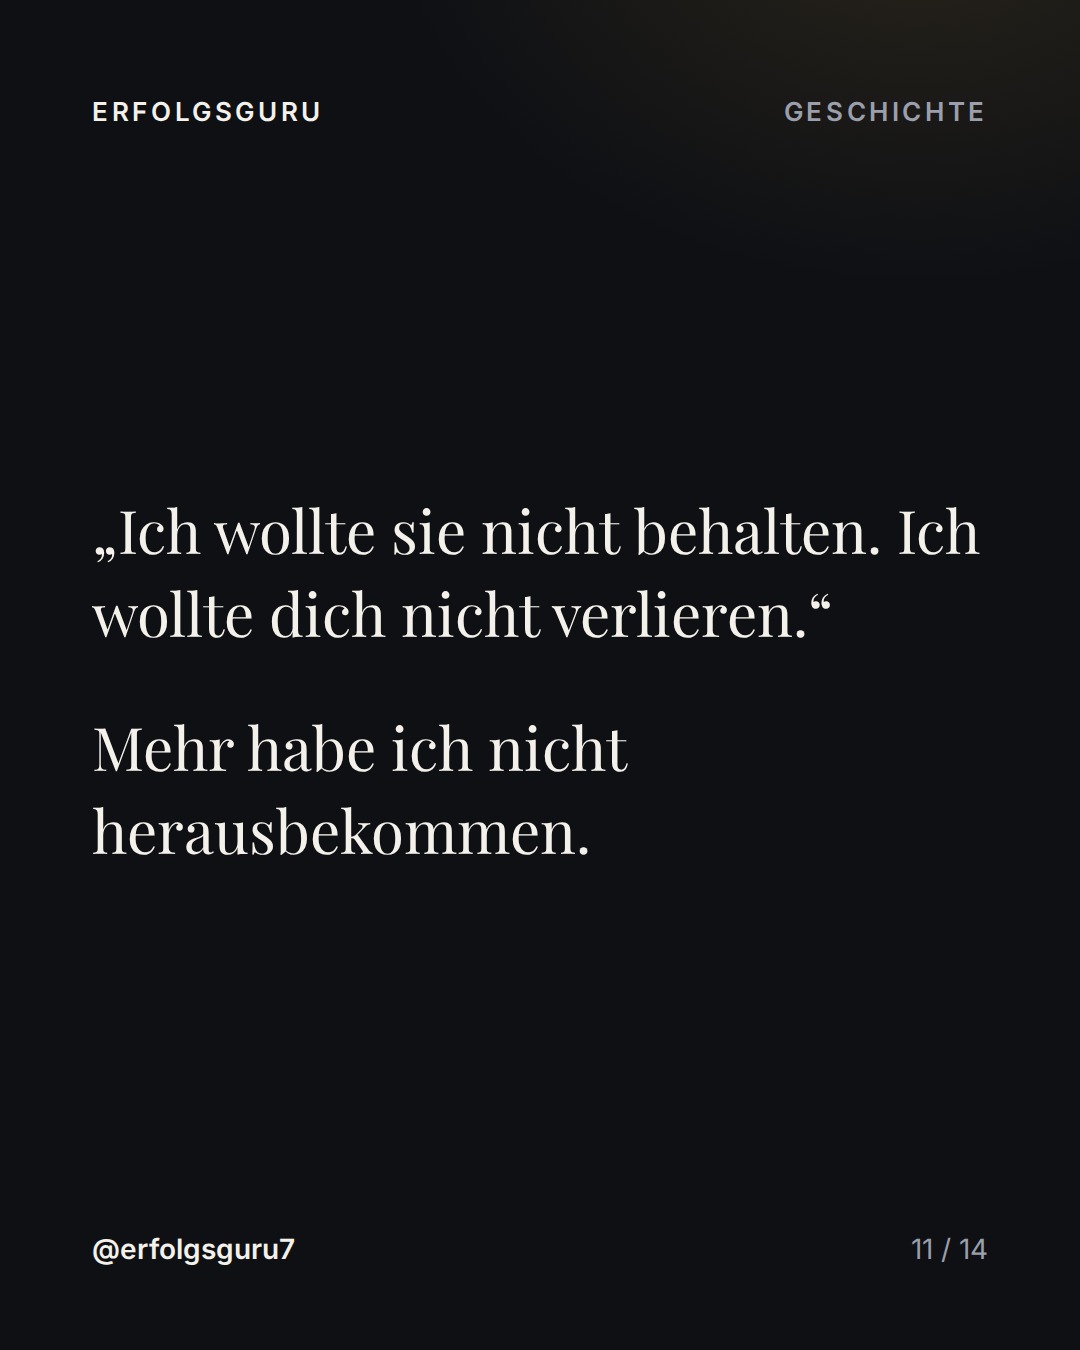 ERFOLGSGURU
GESCHICHTE
„Ich wollte sie nicht behalten. Ich
wollte dich nicht verlieren.“
Mehr habe ich nicht
herausbekommen.
@erfolgsguru7
11 / 14